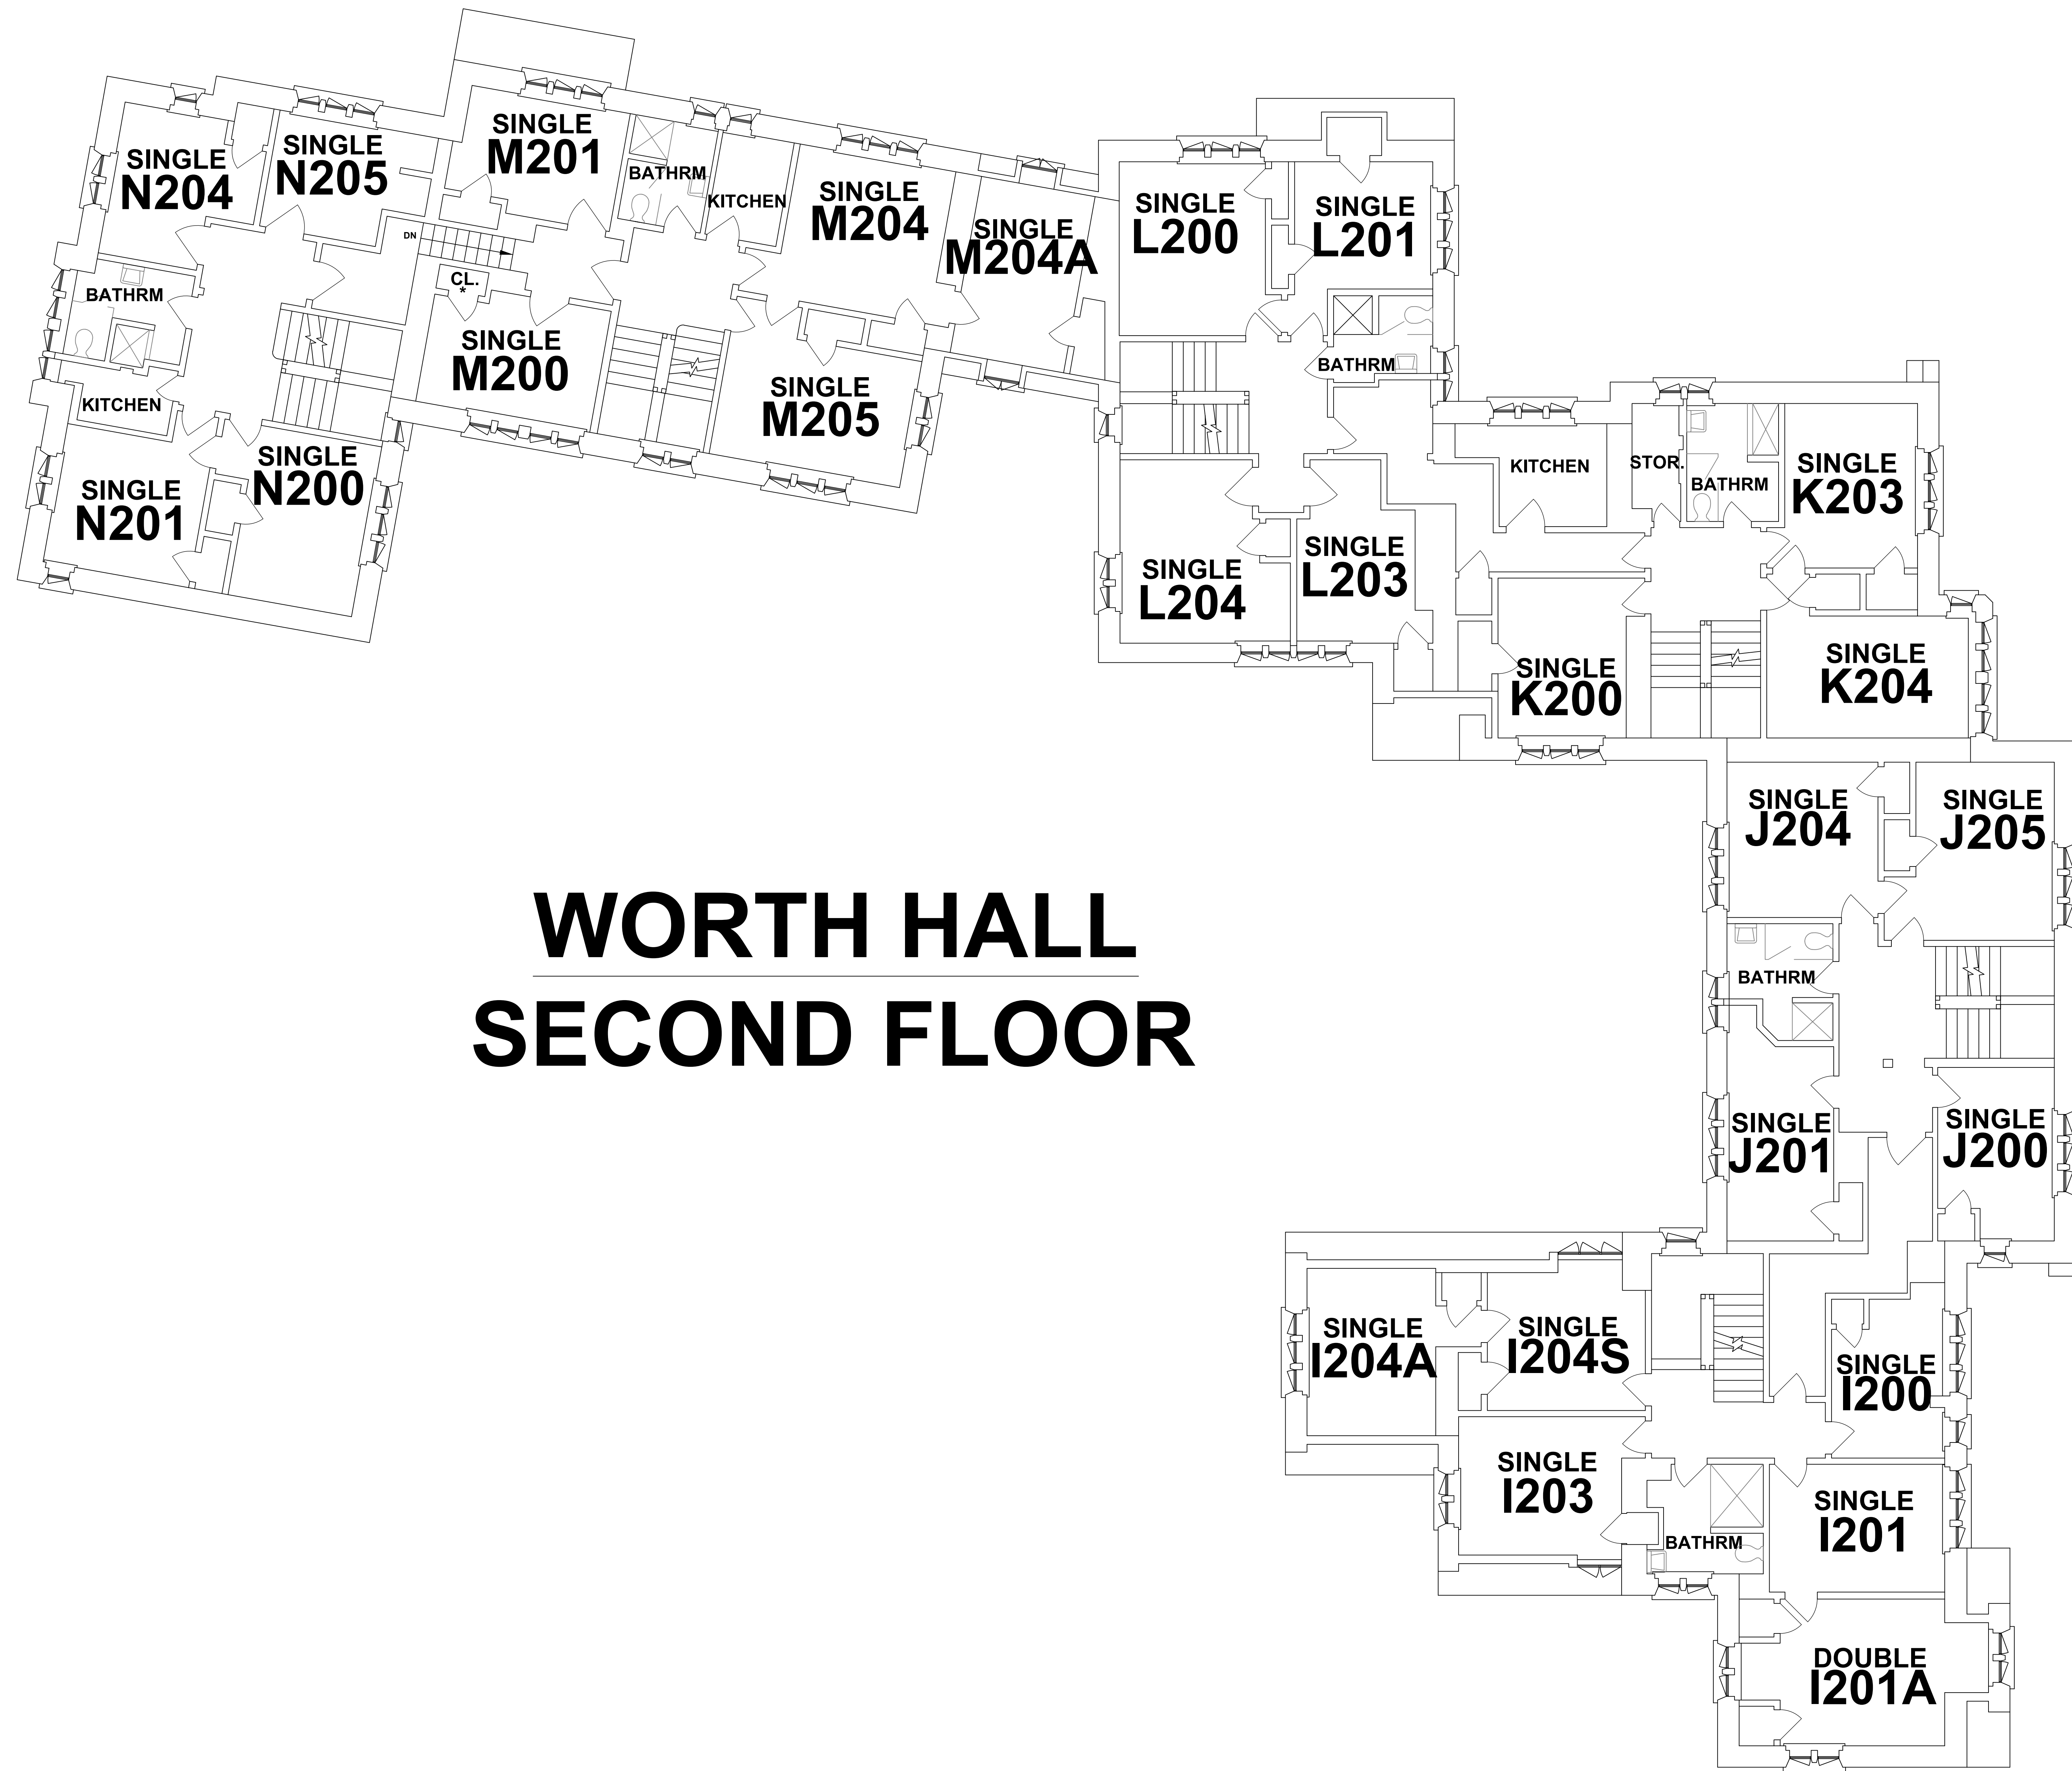 SINGLE
N204
SINGLE
N205
SINGLE
M201
BATHRM
KITCHEN
SINGLE
M204
SINGLE
M204A
DN
CL.
*
SINGLE
M200
SINGLE
M205
BATHRM
KITCHEN
SINGLE
N201
SINGLE
N200
SINGLE
L200
SINGLE
L201
BATHRM
SINGLE
L204
SINGLE
L203
KITCHEN
STOR.
BATHRM
SINGLE
K203
SINGLE
K200
SINGLE
K204
WORTH HALL
SECOND FLOOR
SINGLE
J204
SINGLE
J205
BATHRM
SINGLE
J201
SINGLE
J200
SINGLE
I204A
SINGLE
I204S
SINGLE
I200
SINGLE
I203
BATHRM
SINGLE
I201
DOUBLE
I201A